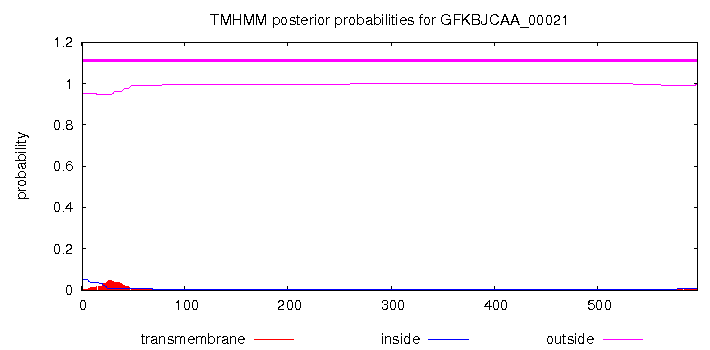 TMHMM posterior probabilities for GFKBJCAA_00021
1.2
1
0.8
0.6
0.4
0.2
0
probability
0 100 200 300 400 500
transmembrane inside outside